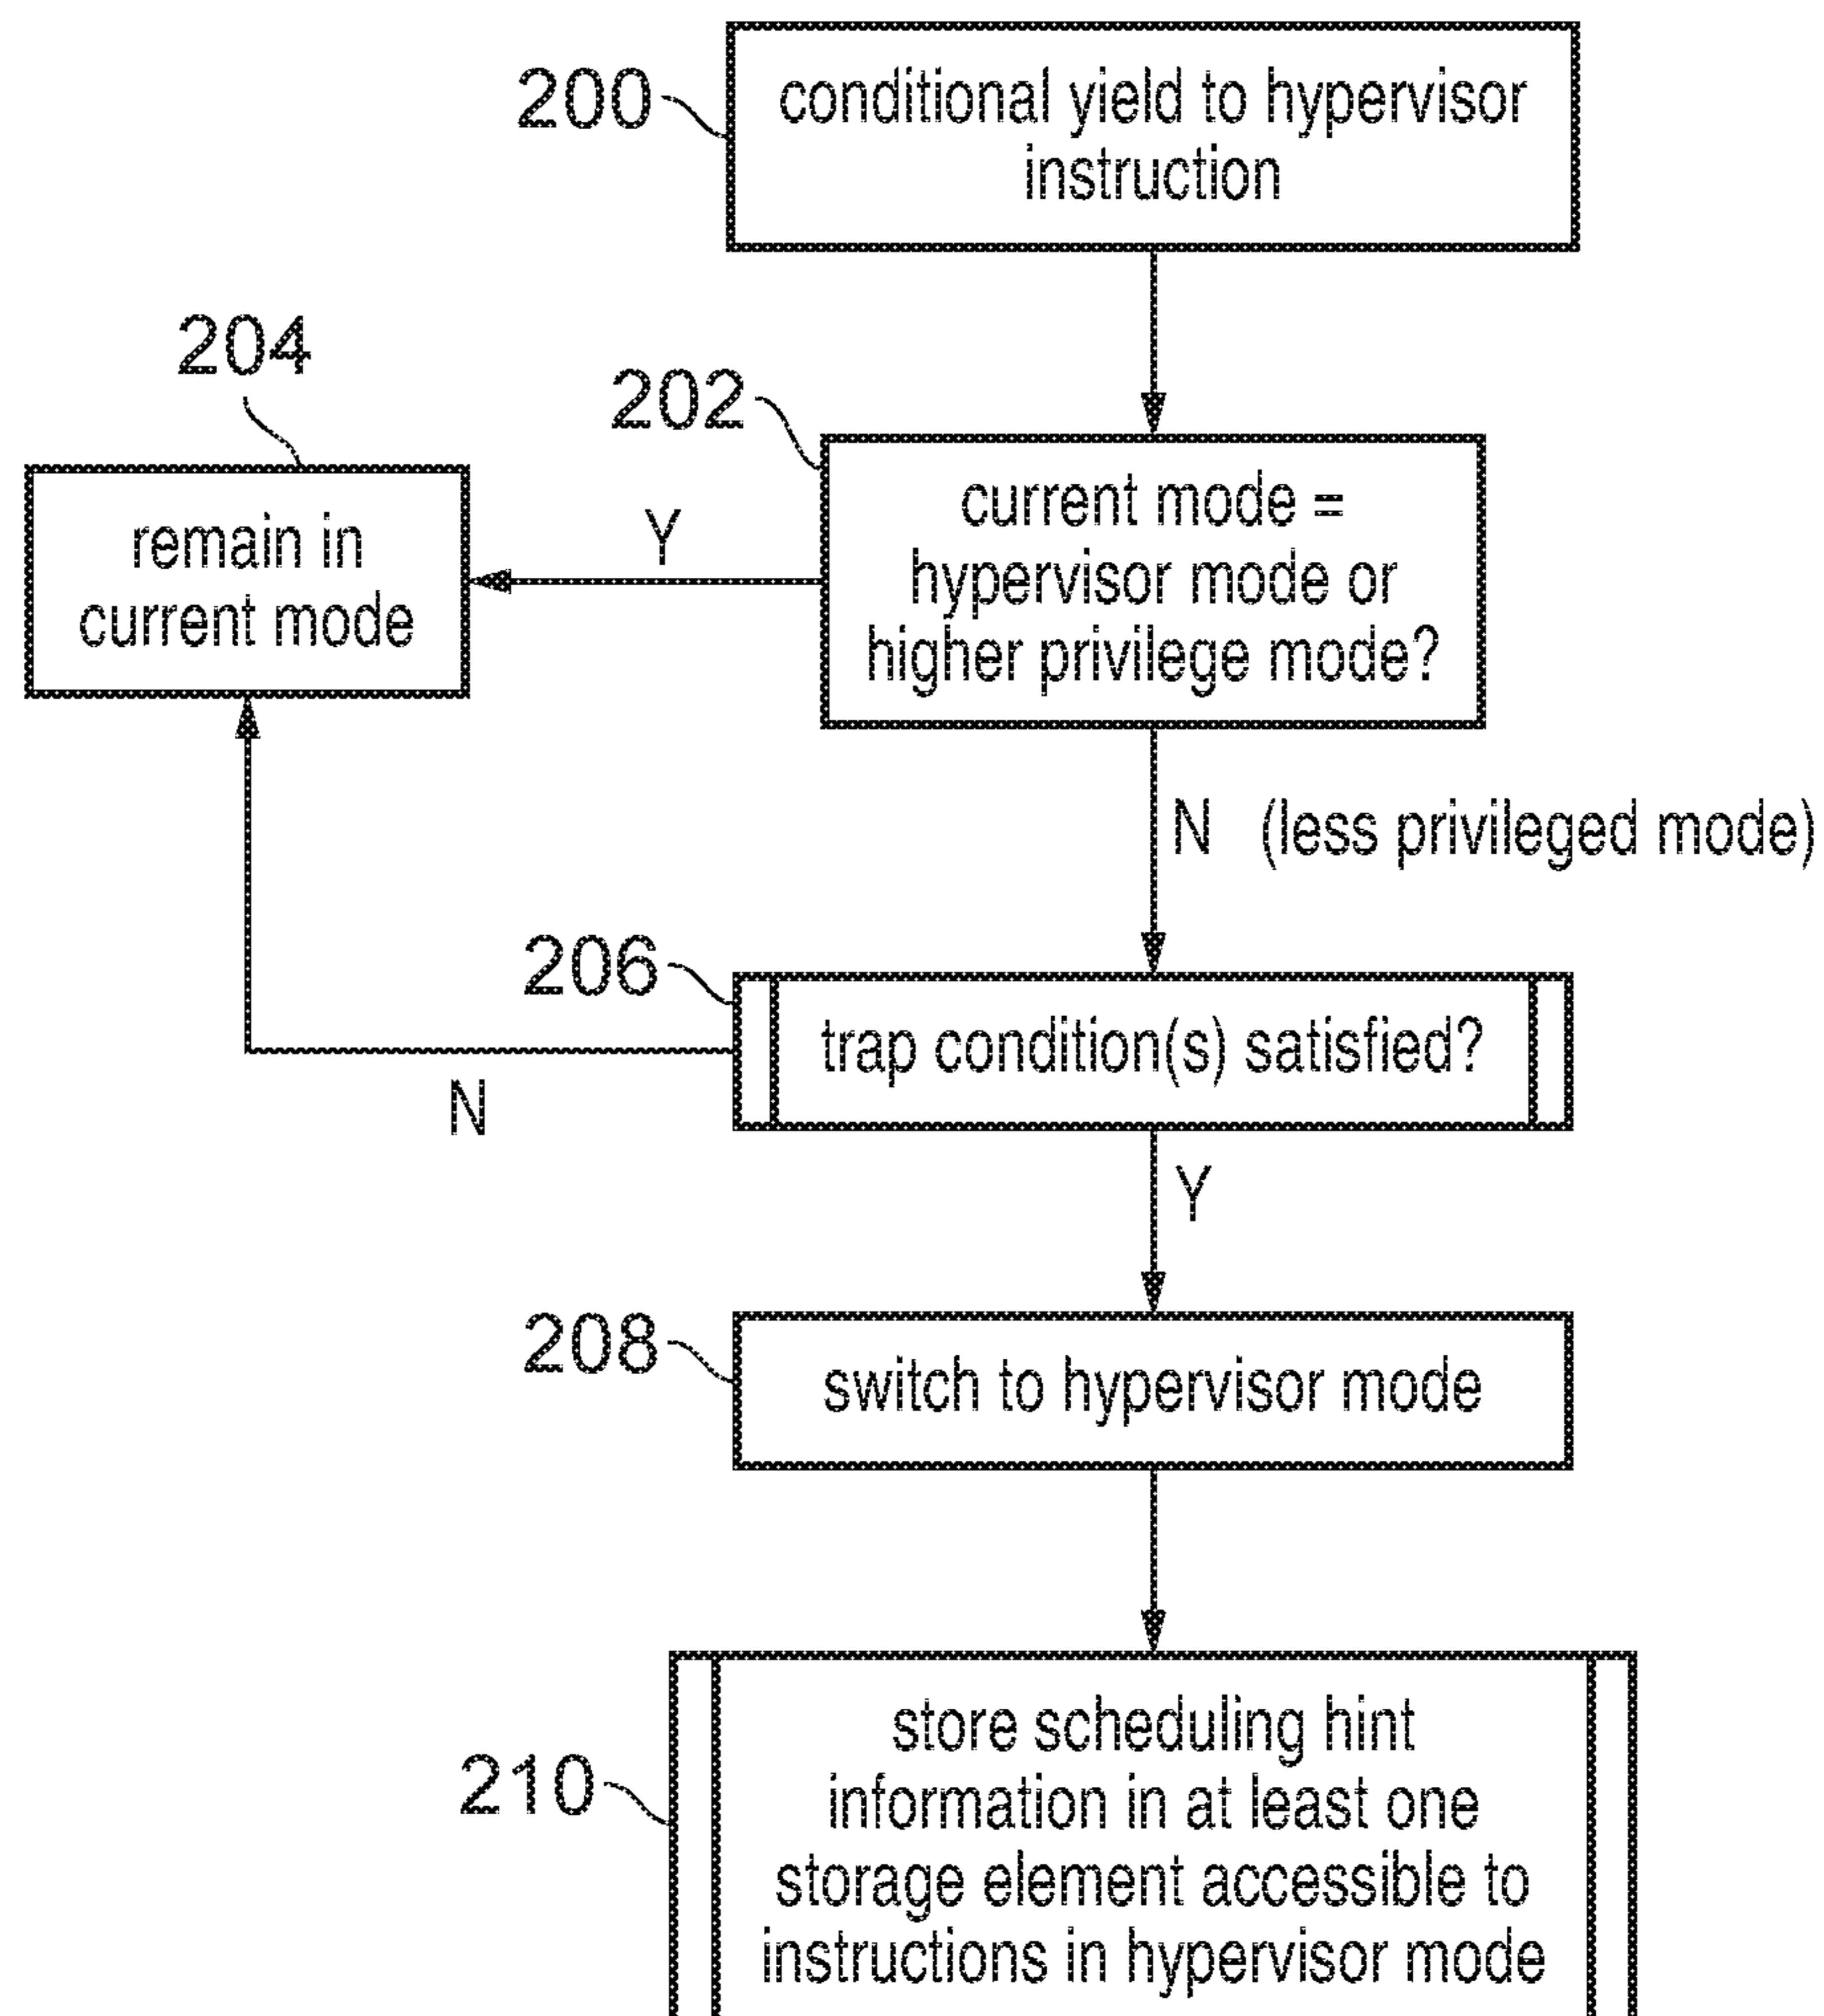 200
conditional yield to hypervisor
instruction
204
202
remain in
current mode
Y
current mode =
hypervisor mode or
higher privilege mode?
N (less privileged mode)
206
trap condition(s) satisfied?
N
Y
208
switch to hypervisor mode
210
store scheduling hint
information in at least one
storage element accessible to
instructions in hypervisor mode